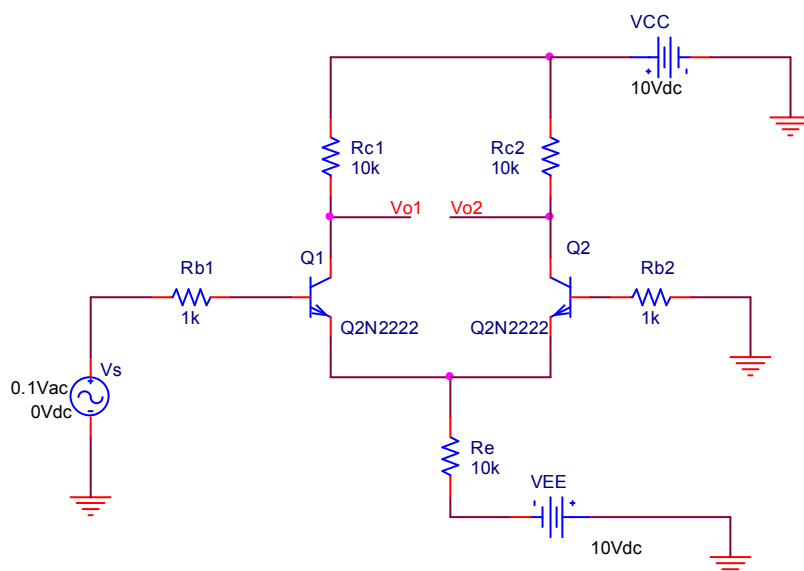 VCC
+ -
10Vdc
Rc1
10k
Rc2
10k
Vo1
Vo2
Q1
Q2
Rb1
1k
Rb2
1k
Q2N2222
Q2N2222
Vs
0.1Vac
0Vdc
+
-
Re
10k
VEE
- +
10Vdc